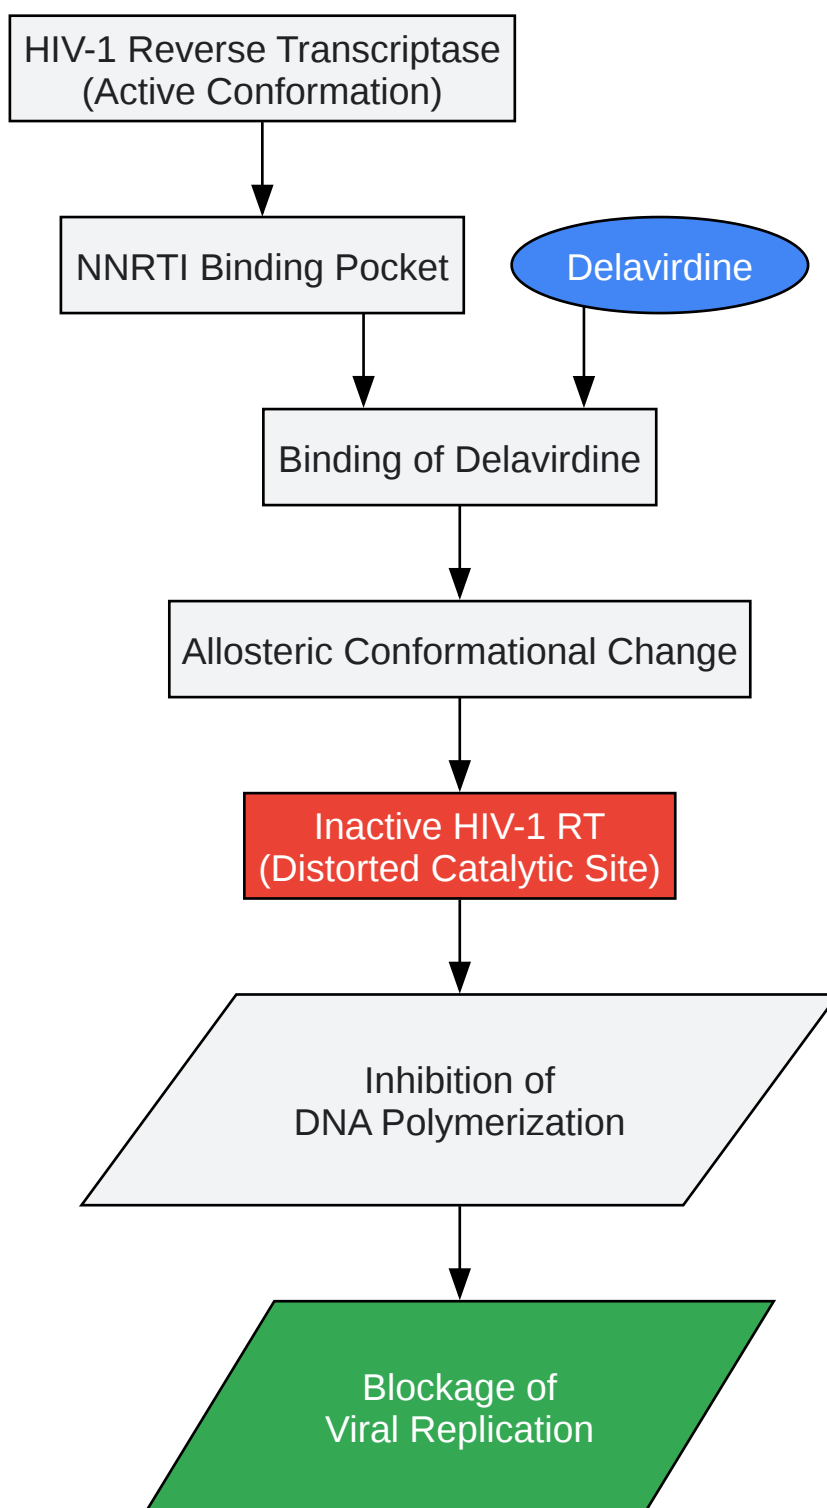 HIV-1 Reverse Transcriptase
(Active Conformation)
NNRTI Binding Pocket
Delavirdine
Binding of Delavirdine
Allosteric Conformational Change
Inactive HIV-1 RT
(Distorted Catalytic Site)
Inhibition of
DNA Polymerization
Blockage of
Viral Replication